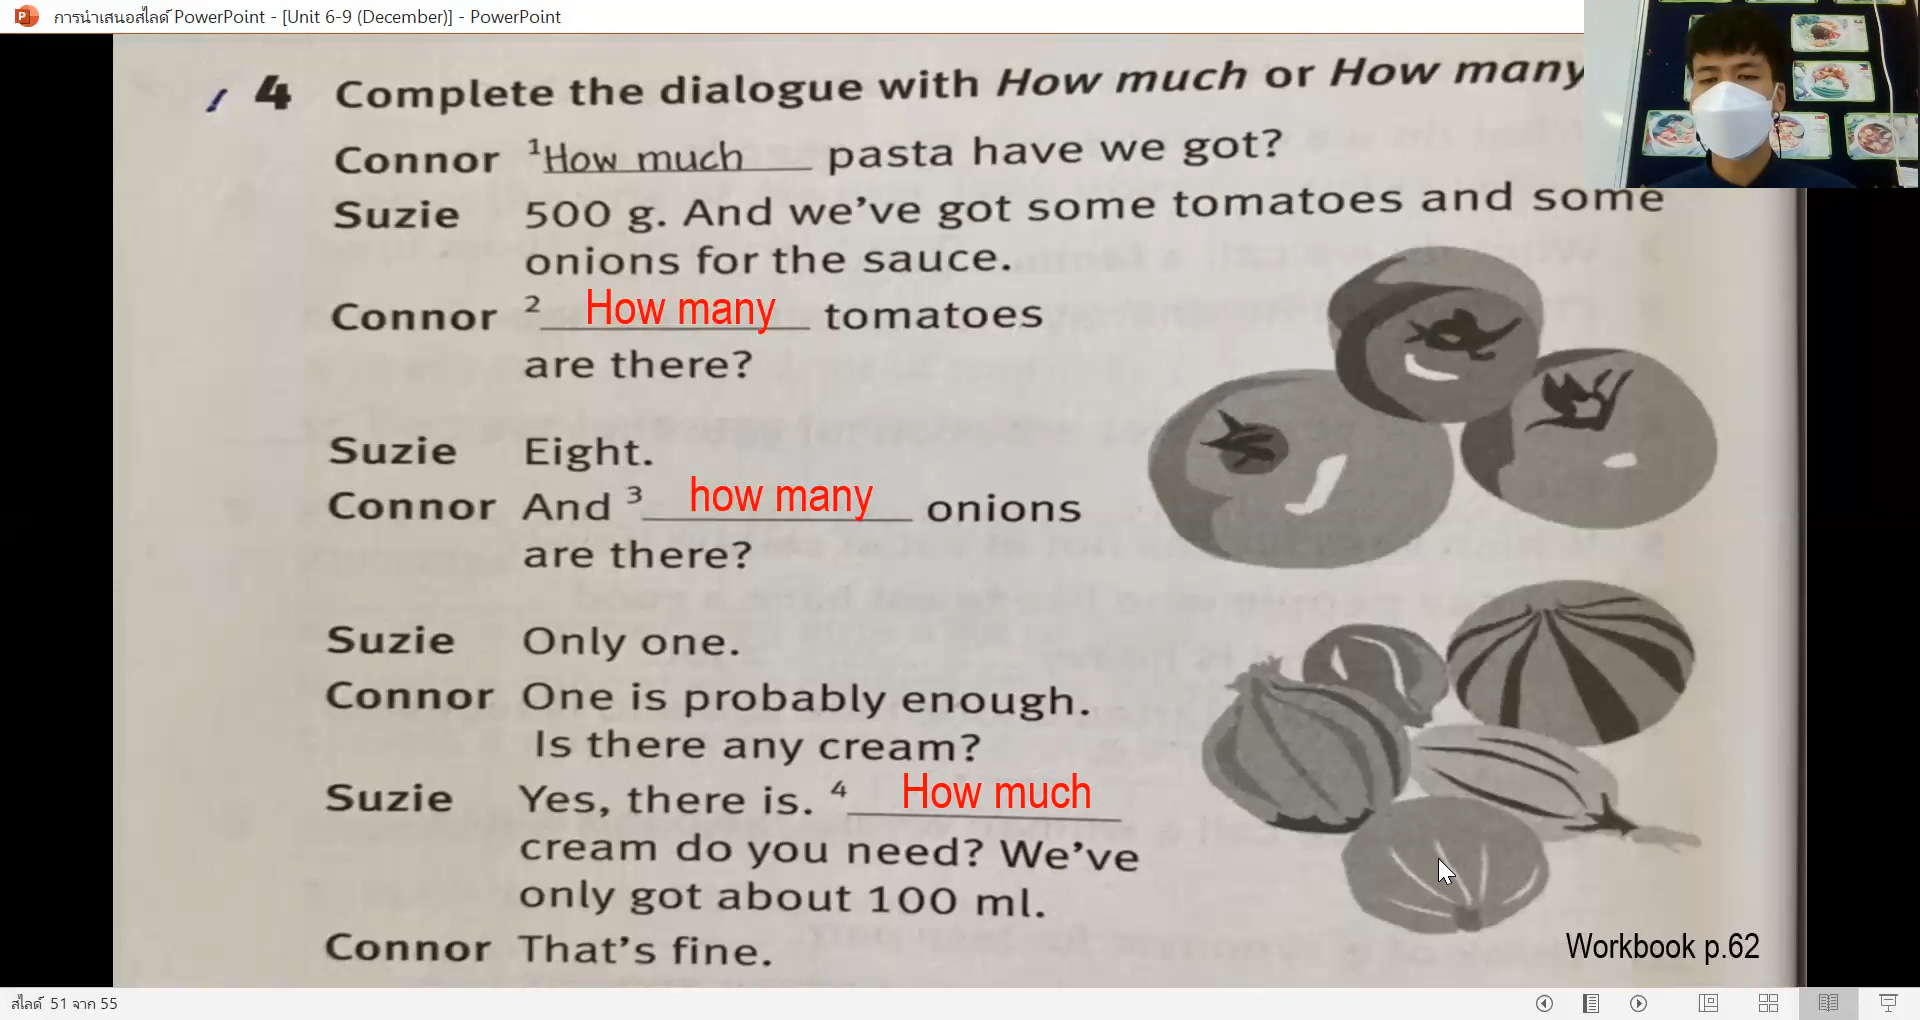 การนำเสนอสไลด์ PowerPoint - [Unit 6-9 (December)] - PowerPoint
4 Complete the dialogue with How much or How many
Connor 1 How much pasta have we got?
Suzie 500 g. And we've got some tomatoes and some
onions for the sauce.
Connor 2 How many tomatoes
are there?
Suzie Eight.
Connor And 3 how many onions
are there?
Suzie Only one.
Connor One is probably enough.
Is there any cream?
Suzie Yes, there is. 4 How much
cream do you need? We've
only got about 100 ml.
Connor That's fine.
Workbook p.62
สไลด์ 51 จาก 55